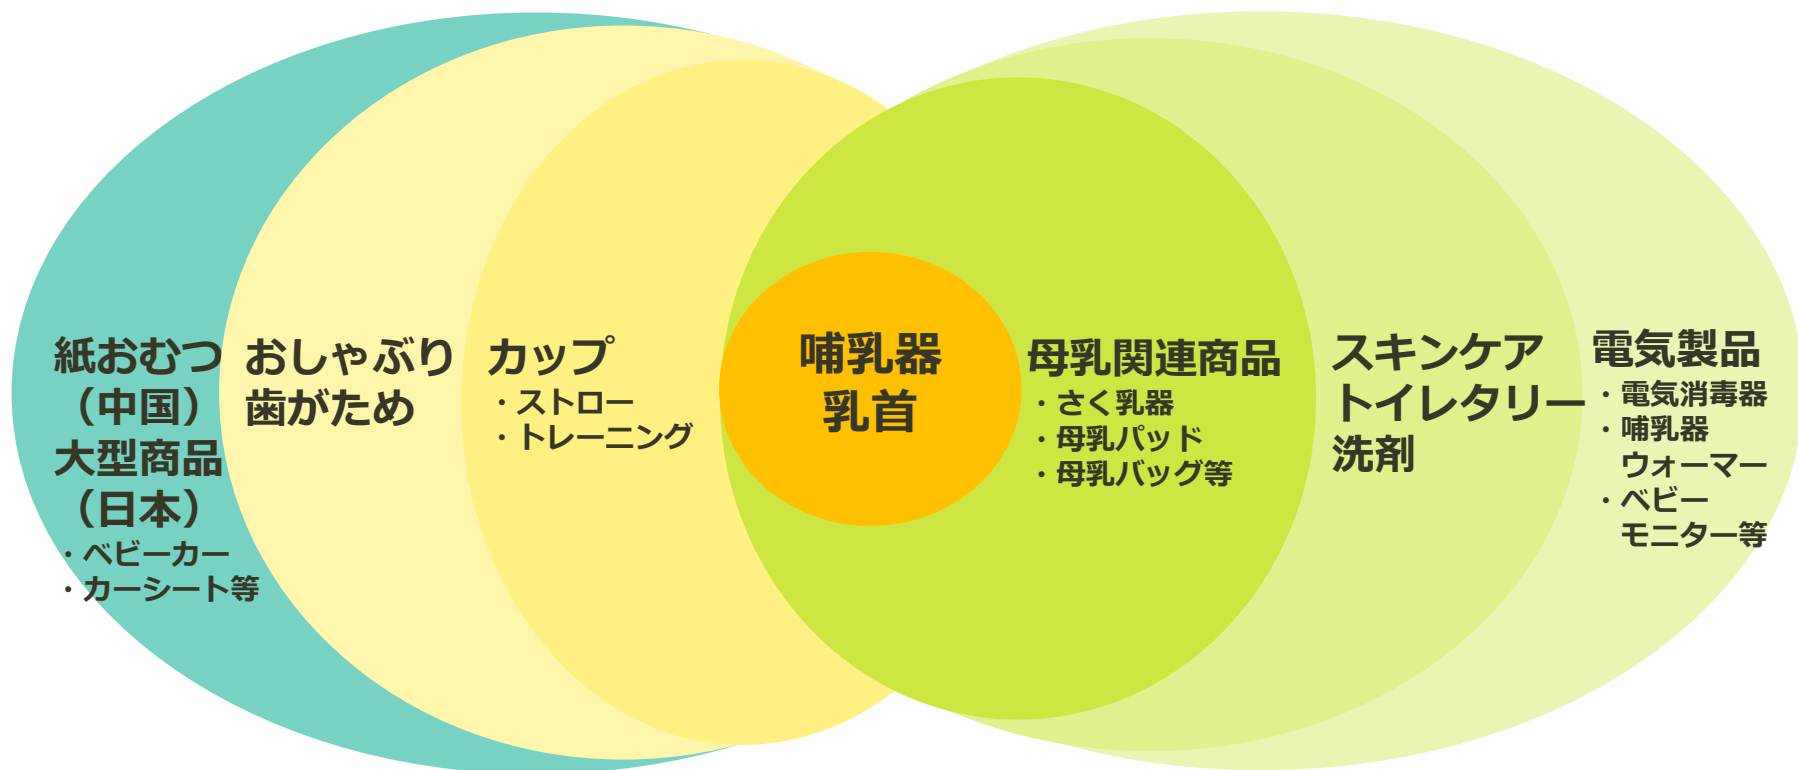 紙おむつ
（中国）
大型商品
（日本）
・ベビーカー
・カーシート等
おしゃぶり
歯がため
カップ
・ストロー
・トレーニング
哺乳器
乳首
母乳関連商品
・さく乳器
・母乳パッド
・母乳バッグ等
スキンケア
トイレタリー
洗剤
電気製品
・電気消毒器
・哺乳器
ウォーマー
・ベビー
モニター等